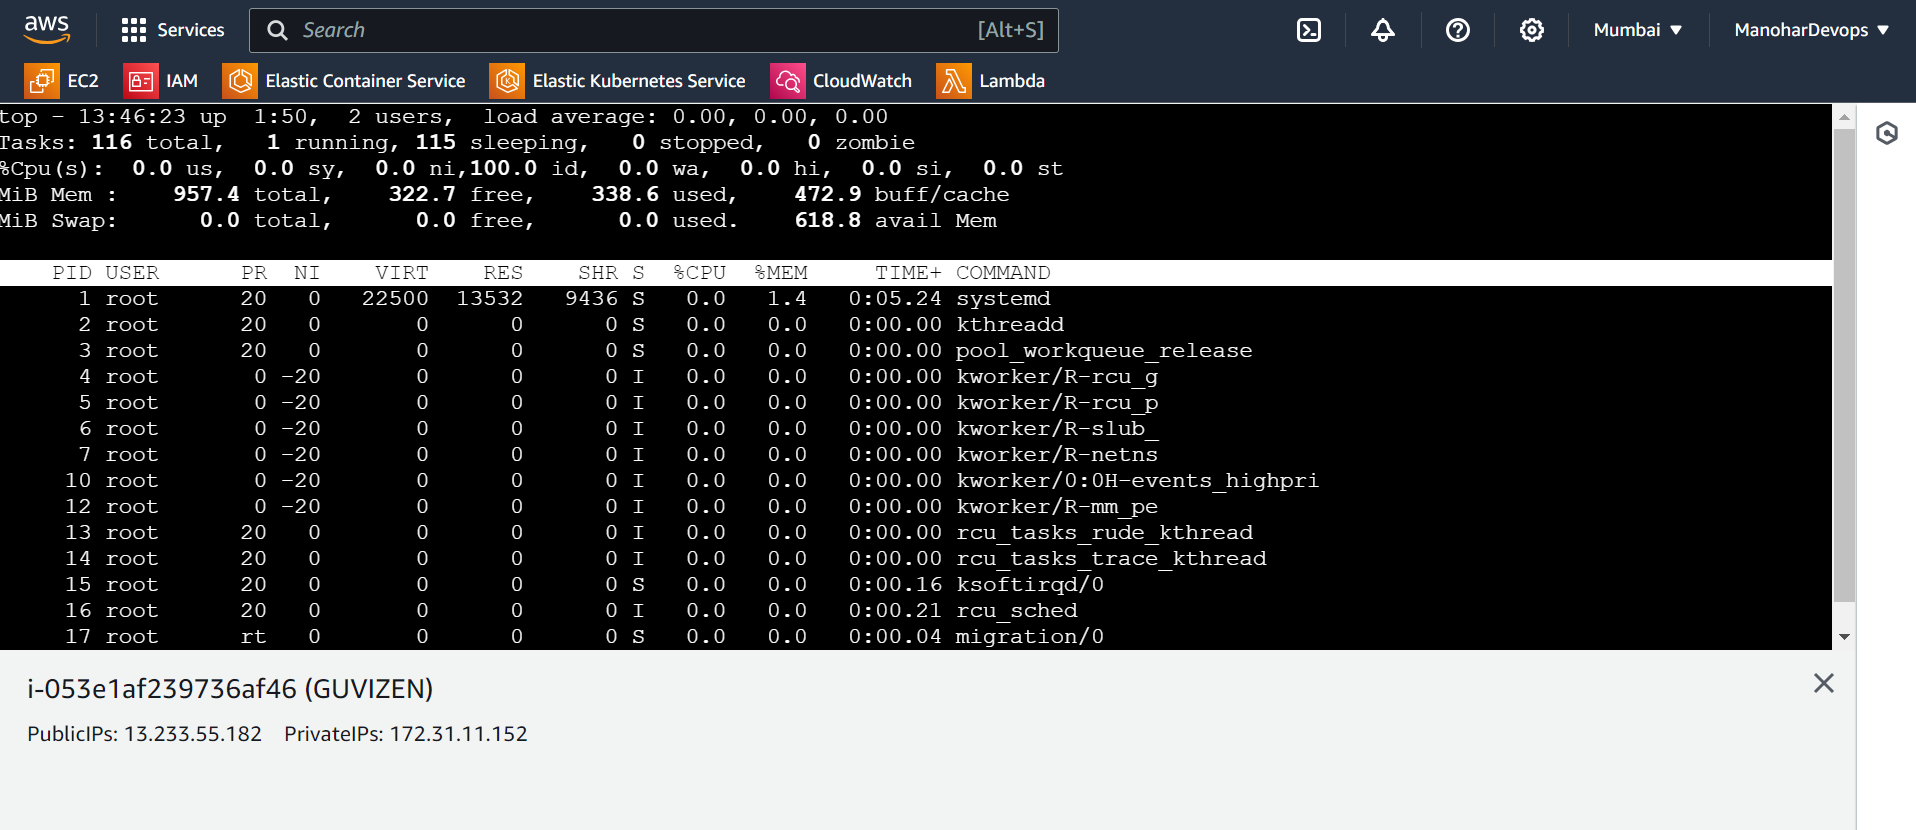 aws Services Search [Alt+S] Mumbai ▼ ManoharDevops ▼
EC2 IAM Elastic Container Service Elastic Kubernetes Service CloudWatch Lambda
top - 13:46:23 up  1:50,  2 users,  load average: 0.00, 0.00, 0.00
Tasks: 116 total,   1 running, 115 sleeping,   0 stopped,   0 zombie
%Cpu(s):  0.0 us,  0.0 sy,  0.0 ni,100.0 id,  0.0 wa,  0.0 hi,  0.0 si,  0.0 st
MiB Mem :    957.4 total,    322.7 free,    338.6 used,    472.9 buff/cache
MiB Swap:      0.0 total,      0.0 free,      0.0 used.    618.8 avail Mem
PID USER      PR  NI    VIRT    RES    SHR S  %CPU  %MEM     TIME+ COMMAND
1 root      20   0   22500  13532   9436 S   0.0   1.4   0:05.24 systemd
2 root      20   0       0      0      0 S   0.0   0.0   0:00.00 kthreadd
3 root      20   0       0      0      0 S   0.0   0.0   0:00.00 pool_workqueue_release
4 root       0 -20       0      0      0 I   0.0   0.0   0:00.00 kworker/R-rcu_g
5 root       0 -20       0      0      0 I   0.0   0.0   0:00.00 kworker/R-rcu_p
6 root       0 -20       0      0      0 I   0.0   0.0   0:00.00 kworker/R-slub_
7 root       0 -20       0      0      0 I   0.0   0.0   0:00.00 kworker/R-netns
10 root       0 -20       0      0      0 I   0.0   0.0   0:00.00 kworker/0:0H-events_highpri
12 root       0 -20       0      0      0 I   0.0   0.0   0:00.00 kworker/R-mm_pe
13 root      20   0       0      0      0 I   0.0   0.0   0:00.00 rcu_tasks_rude_kthread
14 root      20   0       0      0      0 I   0.0   0.0   0:00.00 rcu_tasks_trace_kthread
15 root      20   0       0      0      0 S   0.0   0.0   0:00.16 ksoftirqd/0
16 root      20   0       0      0      0 I   0.0   0.0   0:00.21 rcu_sched
17 root      rt   0       0      0      0 S   0.0   0.0   0:00.04 migration/0
i-053e1af239736af46 (GUVIZEN)
PublicIPs: 13.233.55.182 PrivateIPs: 172.31.11.152